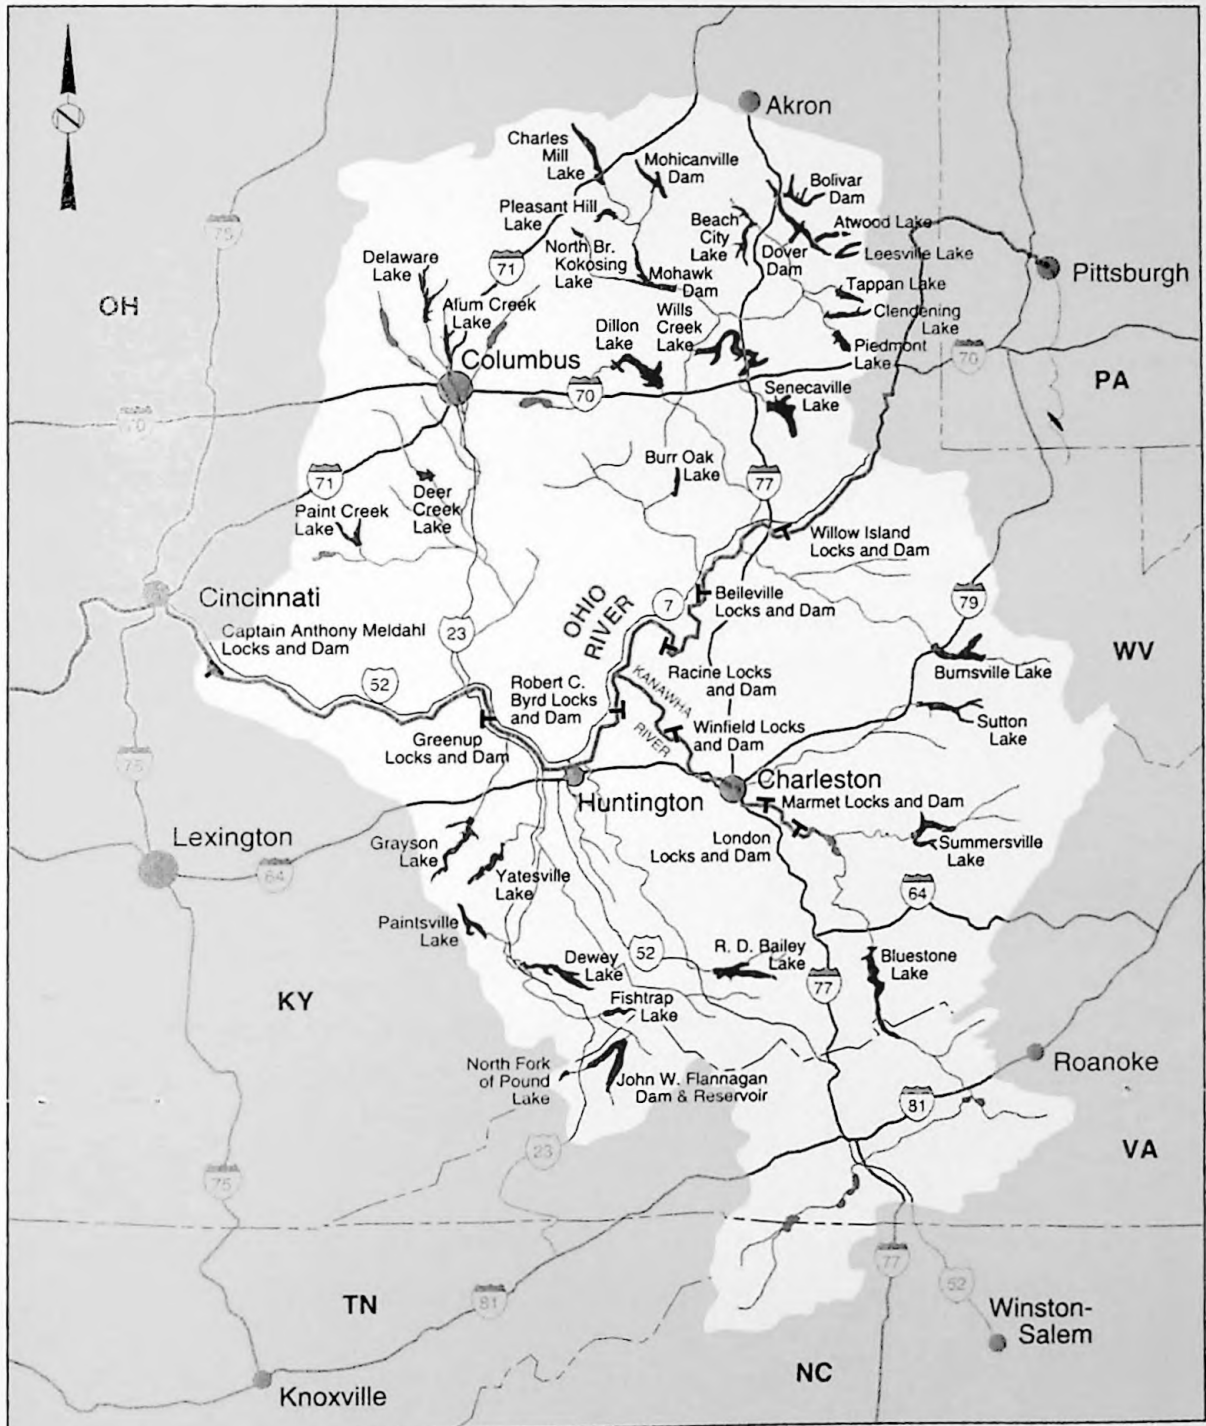 Akron
Charles
Mill
Lake
Mohicanville
Dam
Bolivar
Dam
Pleasant Hill
Lake
Beach
City
Lake
Atwood Lake
Dover
Dam
Leesville Lake
North Br.
Kokosing
Lake
71
Delaware
Lake
Mohawk
Dam
Pittsburgh
75
OH
Alum Creek
Lake
Tappan Lake
Clendening
Lake
Wills
Creek
Lake
Dillon
Lake
Piedmont
Lake
70
Columbus
PA
70
70
Senecaville
Lake
Burr Oak
Lake
77
71
Deer
Creek
Lake
Paint Creek
Lake
Willow Island
Locks and Dam
Cincinnati
Belleville
Locks and Dam
7
79
OHIO
RIVER
23
Captain Anthony Meldahl
Locks and Dam
WV
Racine Locks
and Dam
Burnsville Lake
52
Robert C.
Byrd Locks
and Dam
KANAWHA
RIVER
Winfield Locks
and Dam
Sutton
Lake
Greenup
Locks and Dam
75
Charleston
Huntington
Marmet Locks and Dam
Lexington
Grayson
Lake
London
Locks and Dam
Summersville
Lake
64
Yatesville
Lake
64
Paintsville
Lake
52
R. D. Bailey
Lake
Bluestone
Lake
Dewey
Lake
77
KY
Fishtrap
Lake
Roanoke
North Fork
of Pound
Lake
John W. Flannagan
Dam & Reservoir
81
VA
23
75
77
52
TN
81
Winston-
Salem
NC
Knoxville